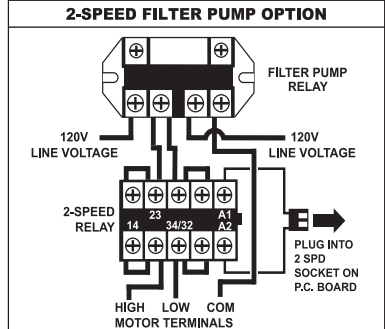 2-SPEED FILTER PUMP OPTION
FILTER PUMP
RELAY
120V
LINE VOLTAGE
120V
LINE VOLTAGE
2-SPEED
RELAY
23
14
34/32
A1
A2
PLUG INTO
2 SPD
SOCKET ON
P.C. BOARD
HIGH LOW COM
MOTOR TERMINALS